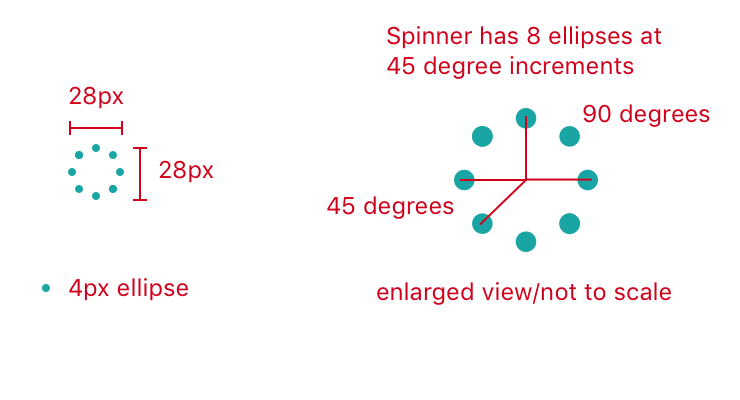 Spinner has 8 ellipses at
45 degree increments
28px
90 degrees
28px
45 degrees
4px ellipse
enlarged view/not to scale